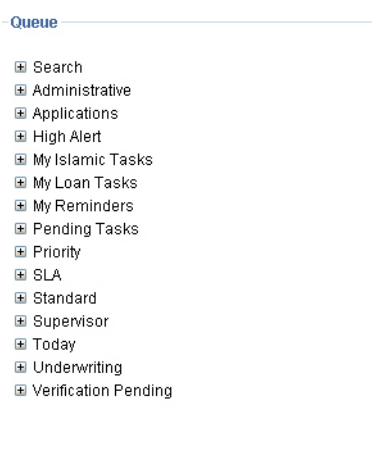 Queue
Search
Administrative
Applications
High Alert
My Islamic Tasks
My Loan Tasks
My Reminders
Pending Tasks
Priority
SLA
Standard
Supervisor
Today
Underwriting
Verification Pending